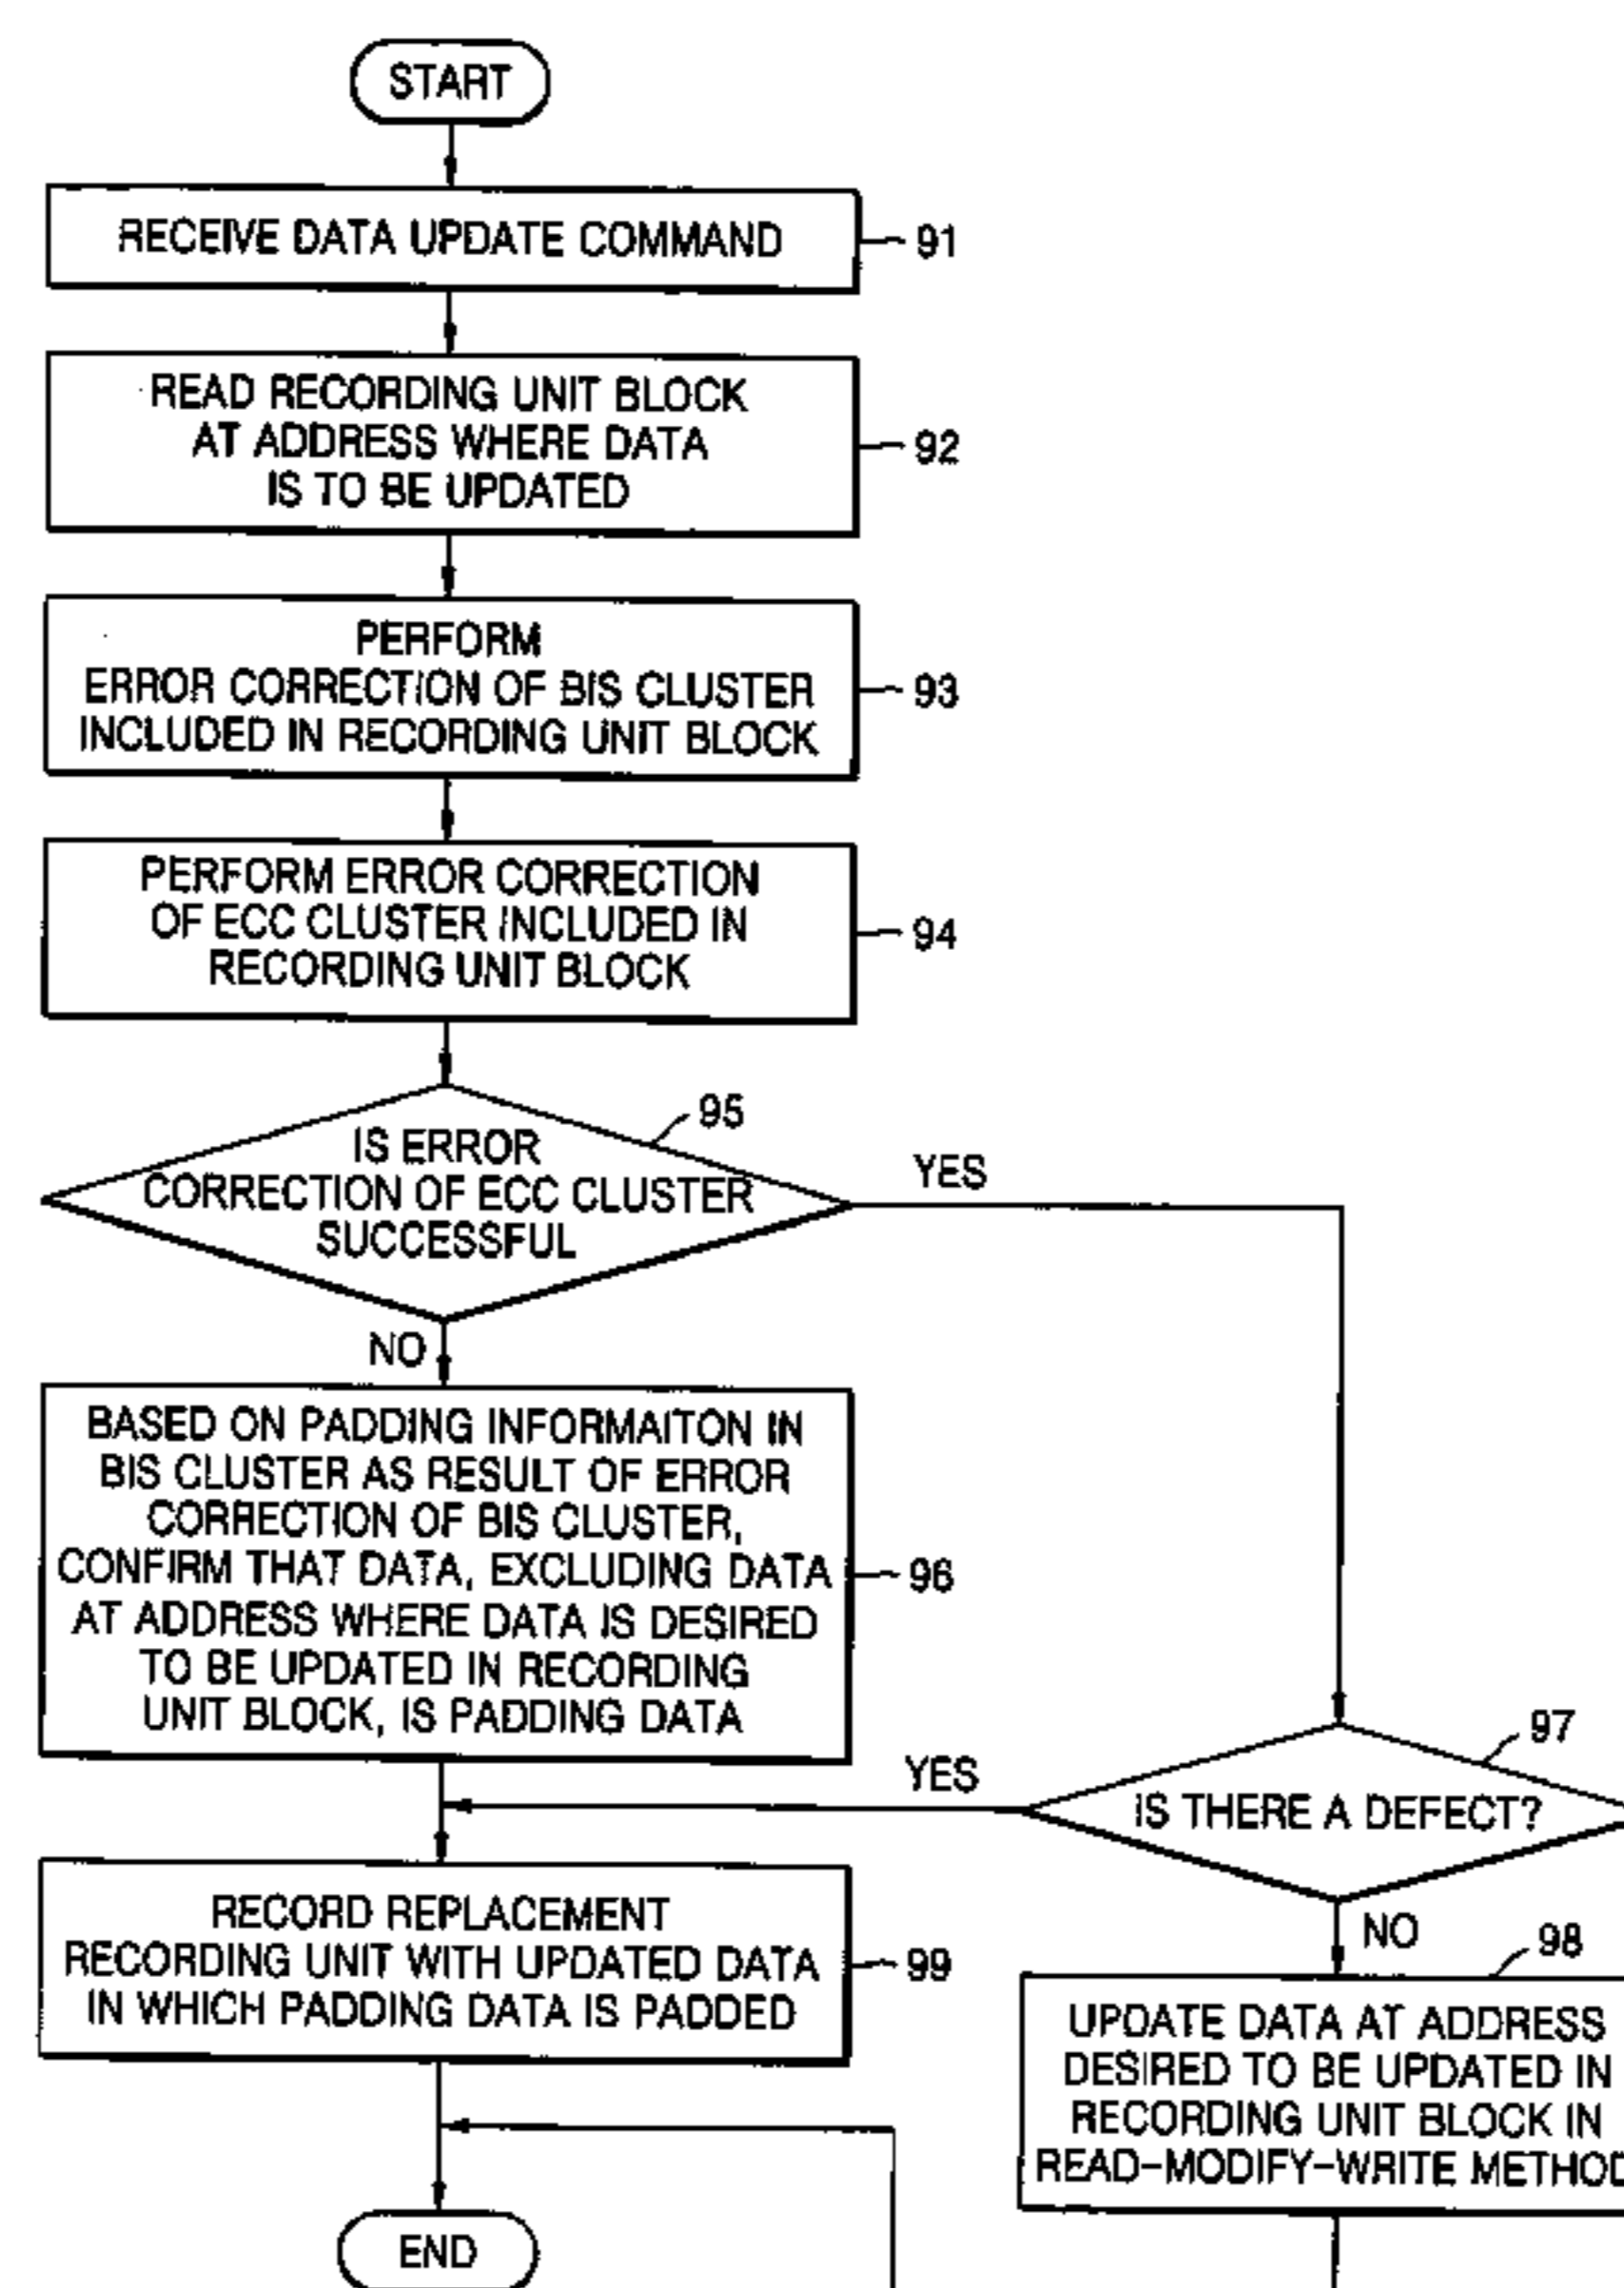 START
RECEIVE DATA UPDATE COMMAND
91
READ RECORDING UNIT BLOCK
AT ADDRESS WHERE DATA
IS TO BE UPDATED
92
PERFORM
ERROR CORRECTION OF BIS CLUSTER
INCLUDED IN RECORDING UNIT BLOCK
93
PERFORM ERROR CORRECTION
OF ECC CLUSTER INCLUDED IN
RECORDING UNIT BLOCK
94
95
IS ERROR
CORRECTION OF ECC CLUSTER
SUCCESSFUL
YES
NO
BASED ON PADDING INFORMAITON IN
BIS CLUSTER AS RESULT OF ERROR
CORRECTION OF BIS CLUSTER,
CONFIRM THAT DATA, EXCLUDING DATA
AT ADDRESS WHERE DATA IS DESIRED
TO BE UPDATED IN RECORDING
UNIT BLOCK, IS PADDING DATA
96
97
IS THERE A DEFECT?
YES
NO
RECORD REPLACEMENT
RECORDING UNIT WITH UPDATED DATA
IN WHICH PADDING DATA IS PADDED
99
98
UPDATE DATA AT ADDRESS
DESIRED TO BE UPDATED IN
RECORDING UNIT BLOCK IN
READ-MODIFY-WRITE METHOD
END